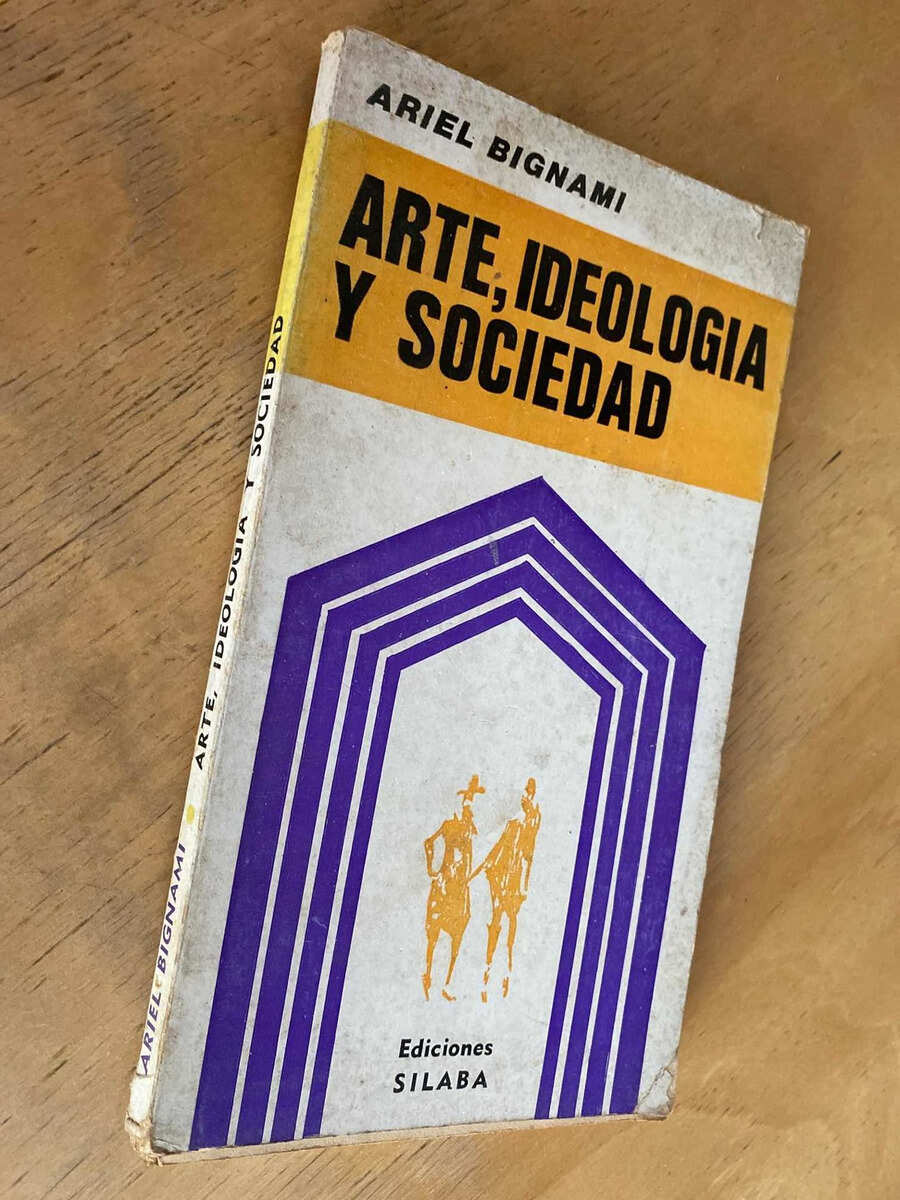 ARIEL BIGNAMI
ARTE, IDEOLOGIA
Y SOCIEDAD
Ediciones
SILABA
ARIEL BIGNAMI • ARTE, IDEOLOGIA Y SOCIEDAD